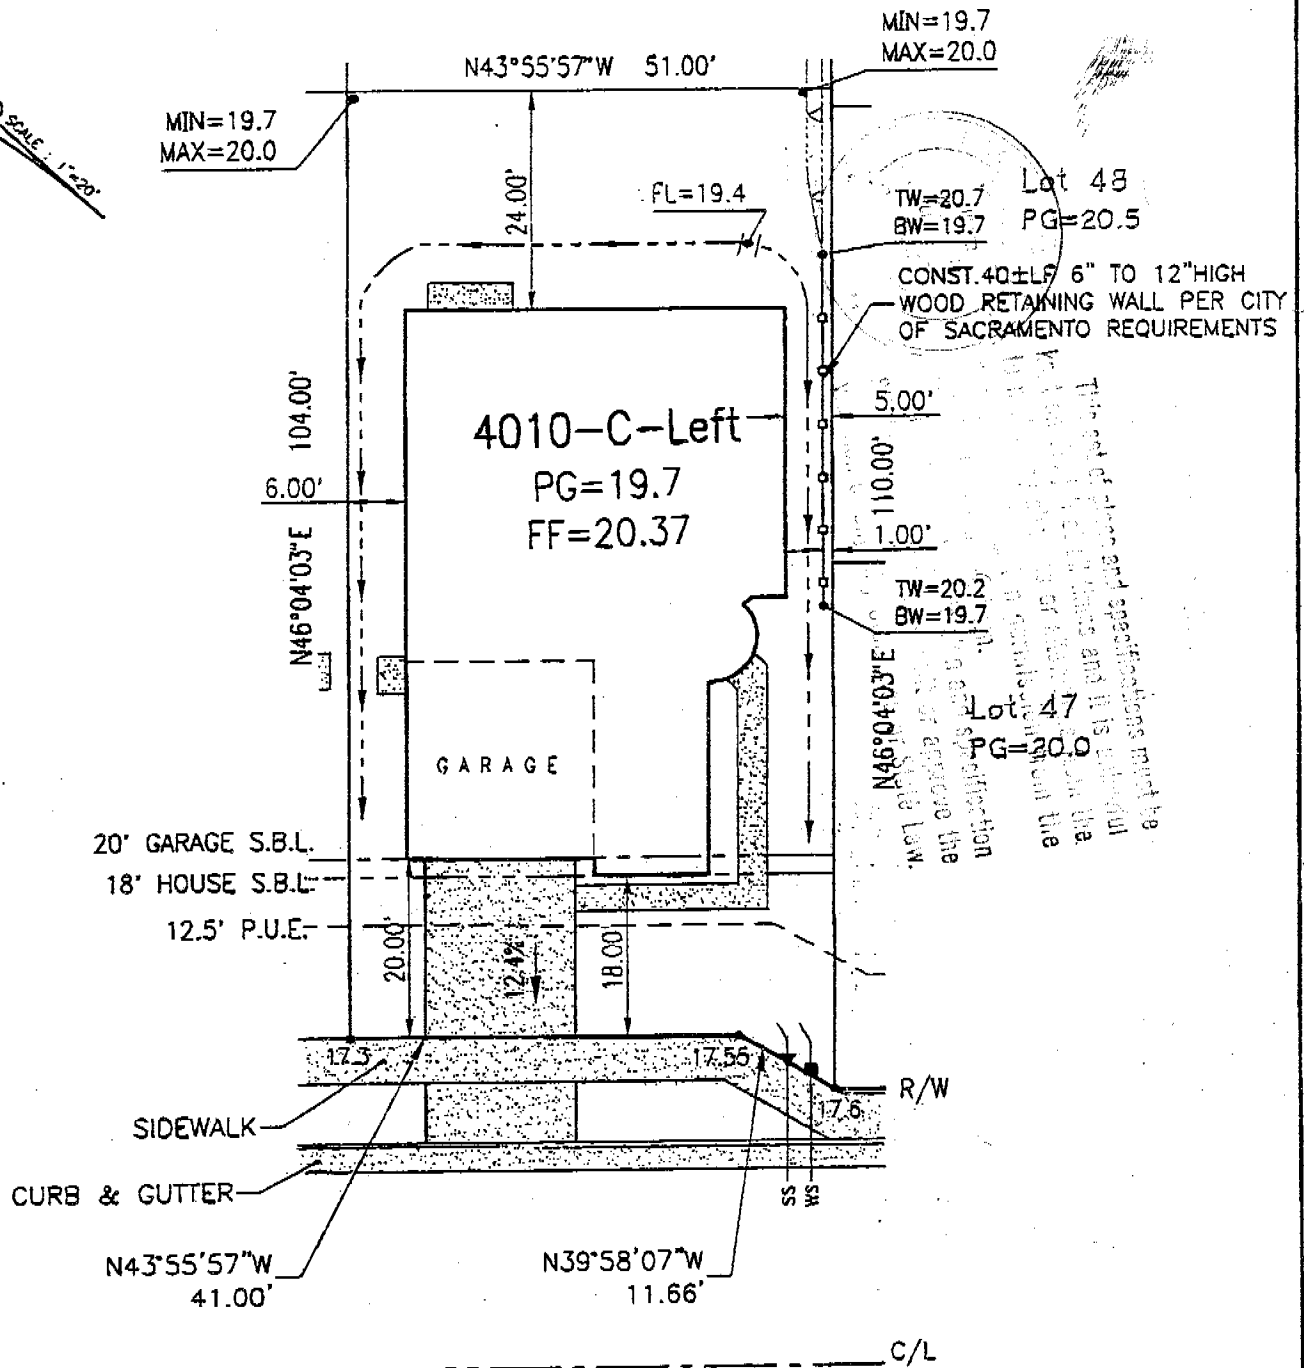 MIN=19.7
MAX=20.0
N43°55'57"W 51.00'
MIN=19.7
MAX=20.0
SCALE : 1"=20'
24.00'
FL=19.4
TW=20.7
BW=19.7
Lot 48
PG=20.5
CONST.40±LF 6" TO 12"HIGH
WOOD RETAINING WALL PER CITY
OF SACRAMENTO REQUIREMENTS
104.00'
4010-C-Left
PG=19.7
FF=20.37
5.00'
110.00'
6.00'
1.00'
N46°04'03"E
TW=20.2
BW=19.7
N46°04'03"E
Lot 47
PG=20.0
GARAGE
20' GARAGE S.B.L.
18' HOUSE S.B.L.
12.5' P.U.E.
20.00'
12.4%
18.00'
17.3
17.55
17.6
R/W
SIDEWALK
CURB & GUTTER
SS
WS
N43°55'57"W
41.00'
N39°58'07"W
11.66'
C/L